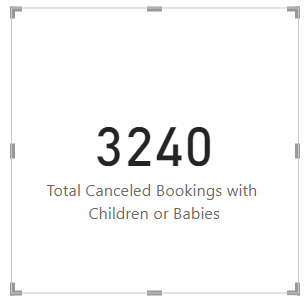 3240
Total Canceled Bookings with
Children or Babies